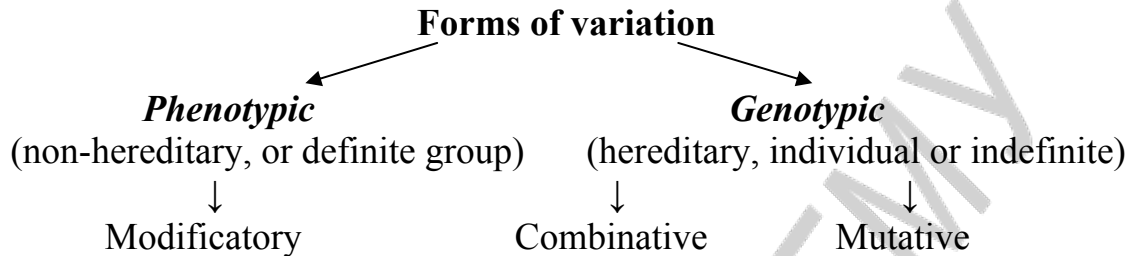 Forms of variation
Phenotypic Genotypic
(non-hereditary, or definite group) (hereditary, individual or indefinite)
↓ ↓ ↓
Modificatory Combinative Mutative